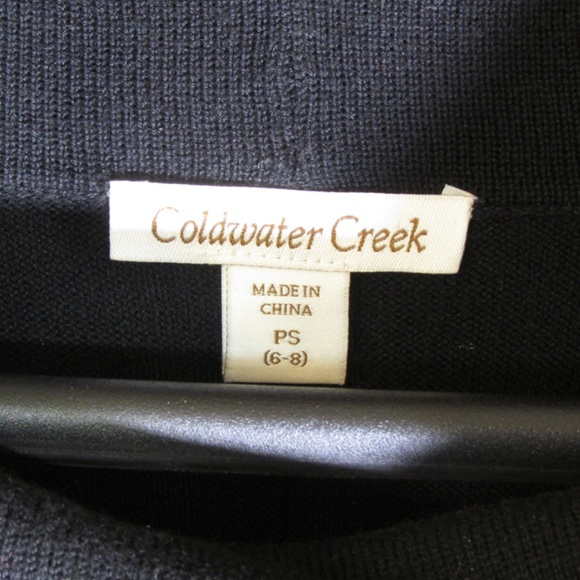 Coldwater Creek
MADE IN
CHINA
PS
(6-8)